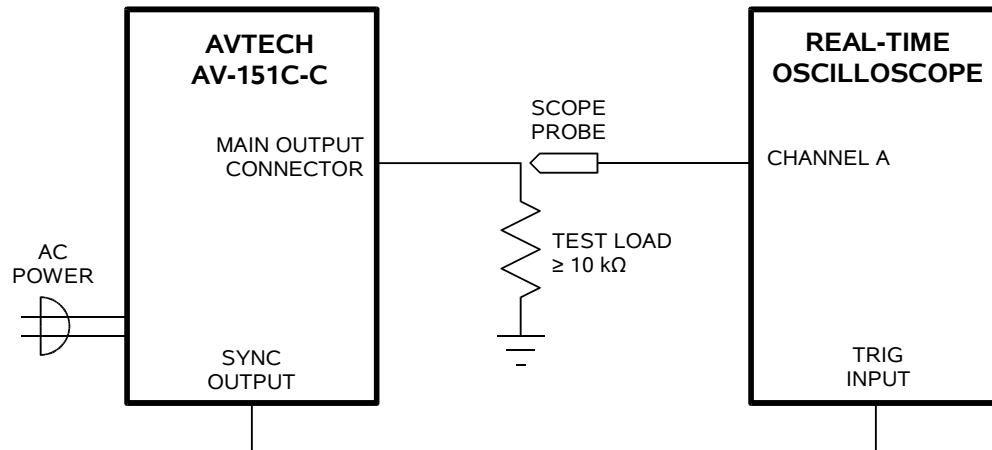 AVTECH
AV-151C-C
REAL-TIME
OSCILLOSCOPE
SCOPE
PROBE
MAIN OUTPUT
CONNECTOR
CHANNEL A
TEST LOAD
≥ 10 kΩ
AC
POWER
SYNC
OUTPUT
TRIG
INPUT